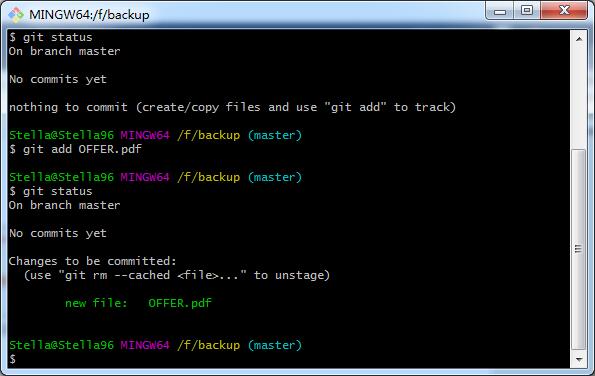 MINGW64:/f/backup
$ git status
On branch master
No commits yet
nothing to commit (create/copy files and use "git add" to track)
Stella@Stella96 MINGW64 /f/backup (master)
$ git add OFFER.pdf
Stella@Stella96 MINGW64 /f/backup (master)
$ git status
On branch master
No commits yet
Changes to be committed:
  (use "git rm --cached <file>..." to unstage)
        new file:   OFFER.pdf
Stella@Stella96 MINGW64 /f/backup (master)
$